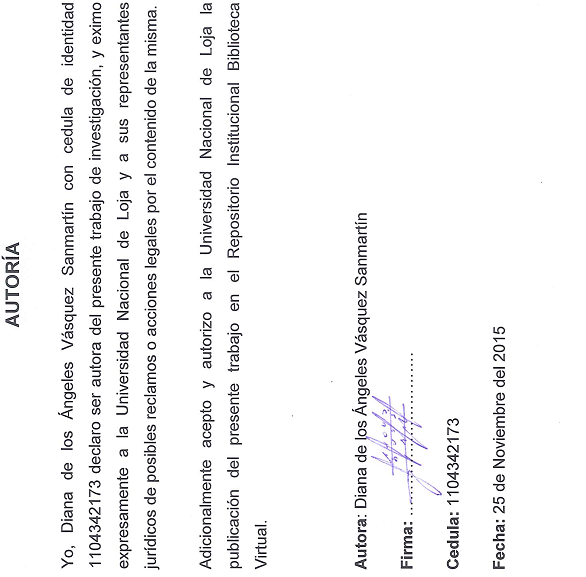 AUTORÍA
Yo, Diana de los Ángeles Vásquez Sanmartín con cedula de identidad
1104342173 declaro ser autora del presente trabajo de investigación, y eximo
expresamente a la Universidad Nacional de Loja y a sus representantes
jurídicos de posibles reclamos o acciones legales por el contenido de la misma.
Adicionalmente acepto y autorizo a la Universidad Nacional de Loja la
publicación del presente trabajo en el Repositorio Institucional Biblioteca
Virtual.
Autora: Diana de los Ángeles Vásquez Sanmartín
Firma: ........................................
Cedula: 1104342173
Fecha: 25 de Noviembre del 2015